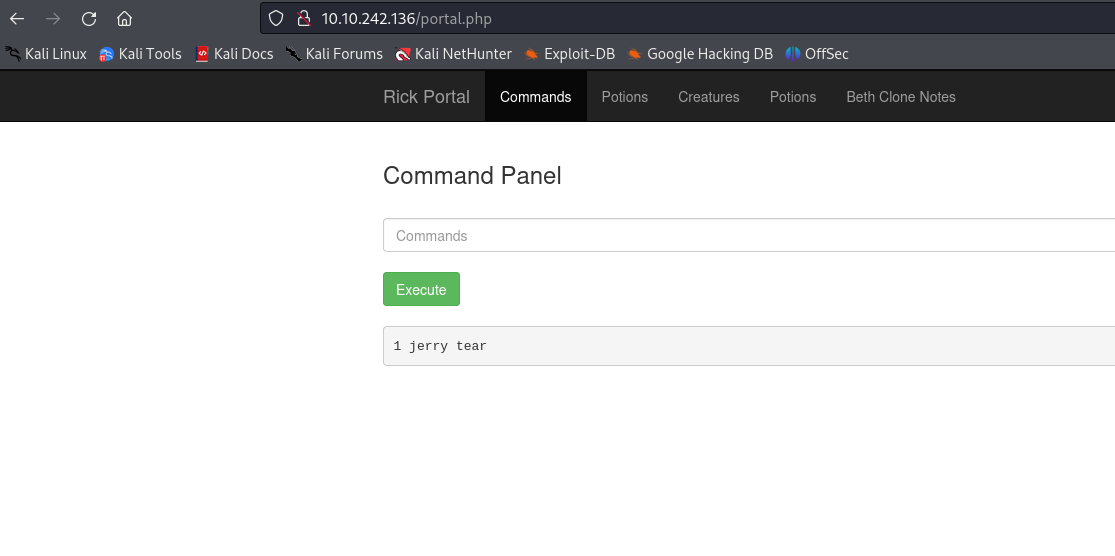 10.10.242.136/portal.php
Kali Linux Kali Tools Kali Docs Kali Forums Kali NetHunter Exploit-DB Google Hacking DB OffSec
Rick Portal Commands Potions Creatures Potions Beth Clone Notes
Command Panel
Commands
Execute
1 jerry tear